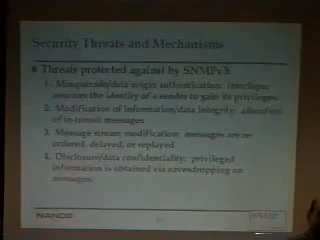 Security Threats and Mechanisms
Threats protected against by SNMPv3
1. Masquerade/data origin authentication: interloper
assumes the identity of a sender to gain its privileges.
2. Modification of information/data integrity: alteration
of in-transit messages
3. Message stream modification: messages are re-
ordered, delayed, or replayed
4. Disclosure/data confidentiality: privileged
information is obtained via eavesdropping on
messages.
NANOG
SNMP